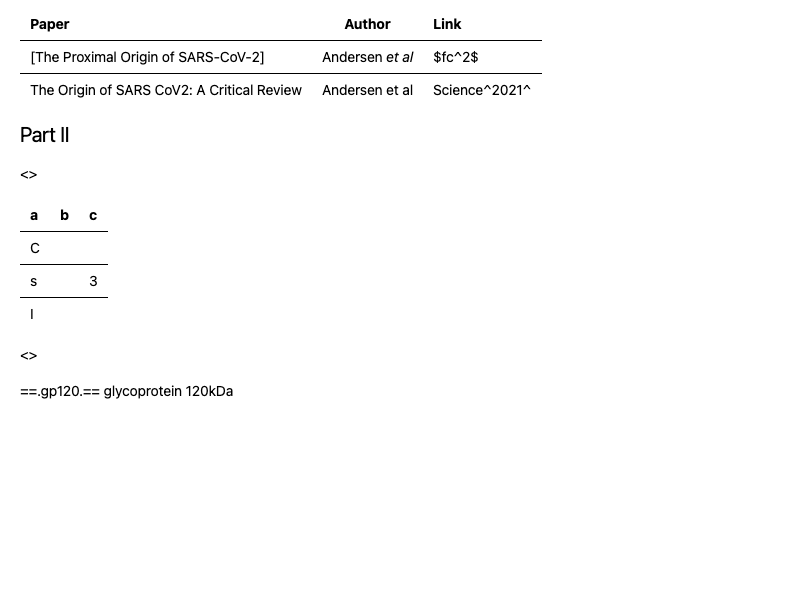 Paper Author Link
[The Proximal Origin of SARS-CoV-2] Andersen et al $fc^2$
The Origin of SARS CoV2: A Critical Review Andersen et al Science^2021^
Part II
<>
a b c
C
s 3
l
<>
==.gp120.== glycoprotein 120kDa